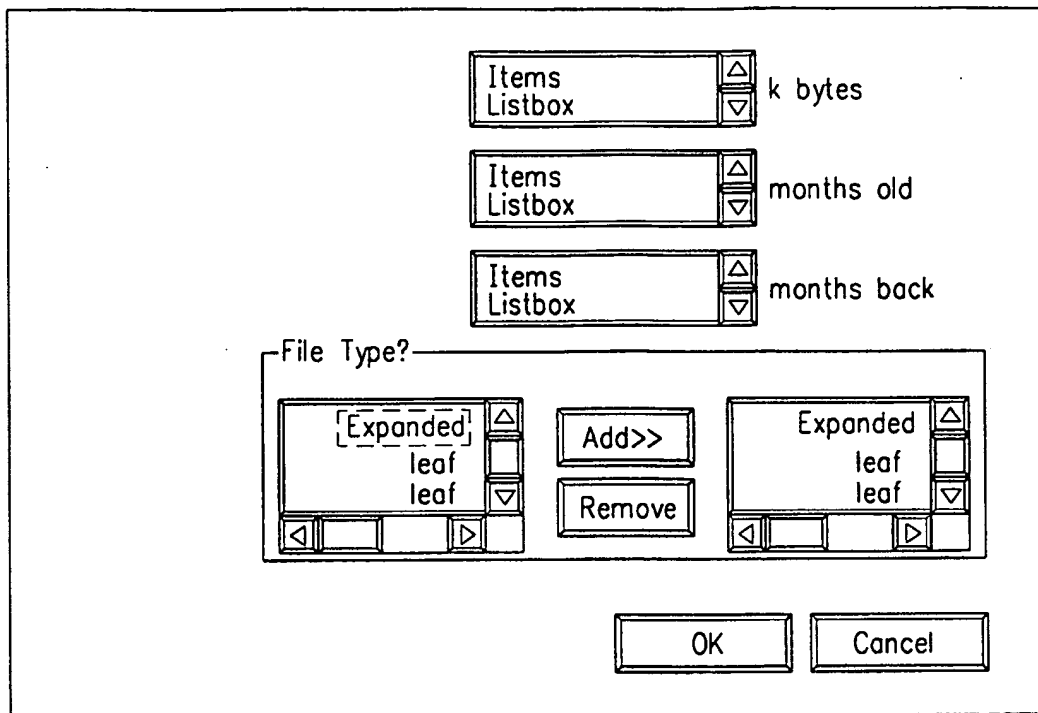 Items
Listbox
k bytes
Items
Listbox
months old
Items
Listbox
months back
File Type?
Expanded
leaf
leaf
Add>>
Remove
Expanded
leaf
leaf
OK
Cancel